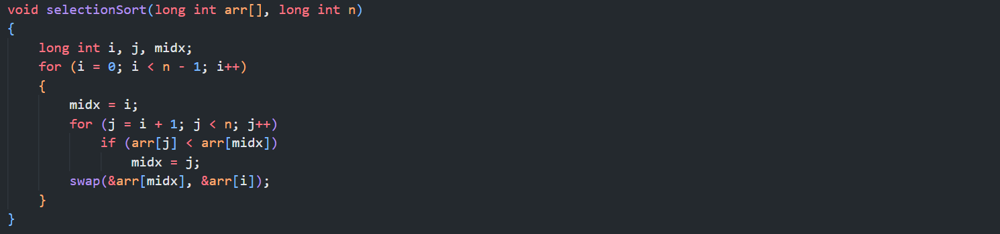 void selectionSort(long int arr[], long int n)
{
    long int i, j, midx;
    for (i = 0; i < n - 1; i++)
    {
        midx = i;
        for (j = i + 1; j < n; j++)
            if (arr[j] < arr[midx])
                midx = j;
        swap(&arr[midx], &arr[i]);
    }
}